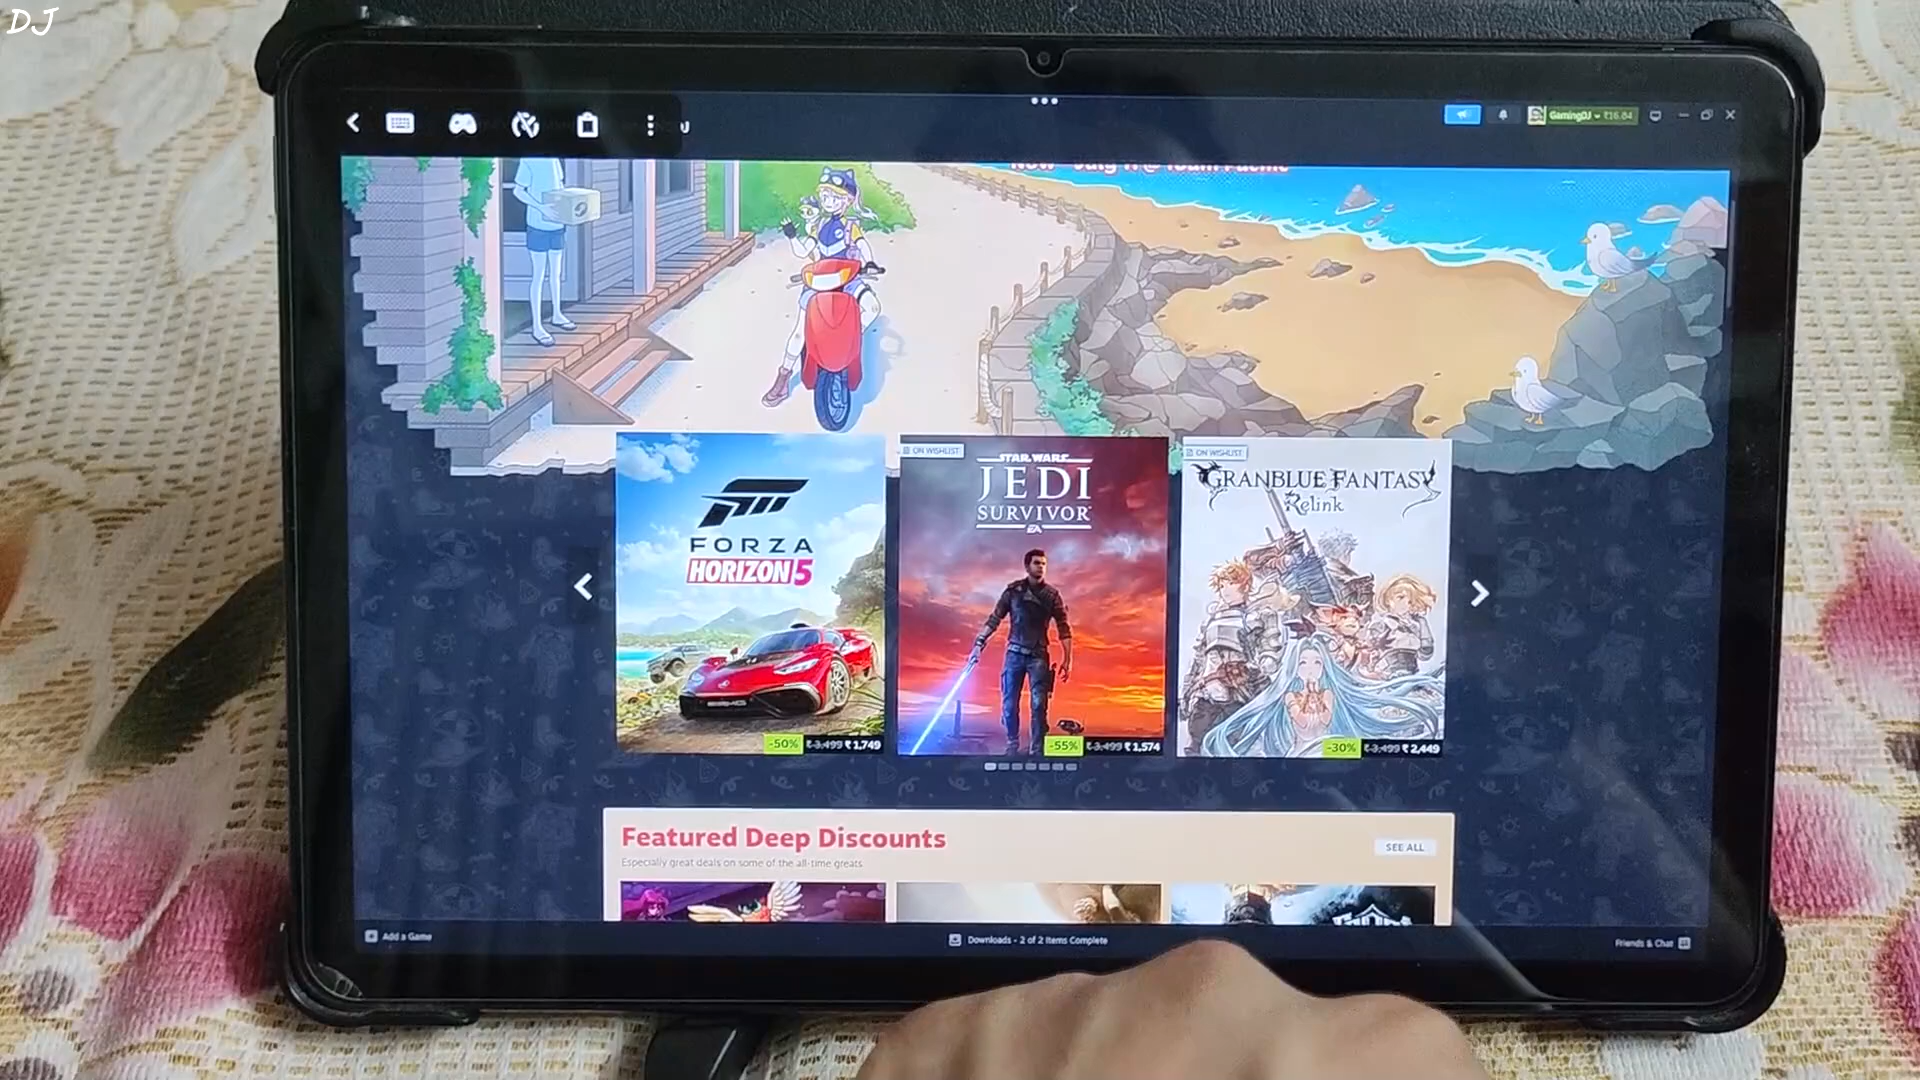 DJ
GamingDJ
₹16.84
ON WISHLIST
ON WISHLIST
FORZA
HORIZON 5
STAR WARS
JEDI
SURVIVOR
EA
GRANBLUE FANTASY
Relink
-50% ₹ 3,499 ₹ 1,749
-55% ₹ 3,499 ₹ 1,574
-30% ₹ 3,499 ₹ 2,449
Featured Deep Discounts
SEE ALL
Especially great deals on some of the all-time greats
Add a Game
Downloads - 2 of 2 Items Complete
Friends & Chat